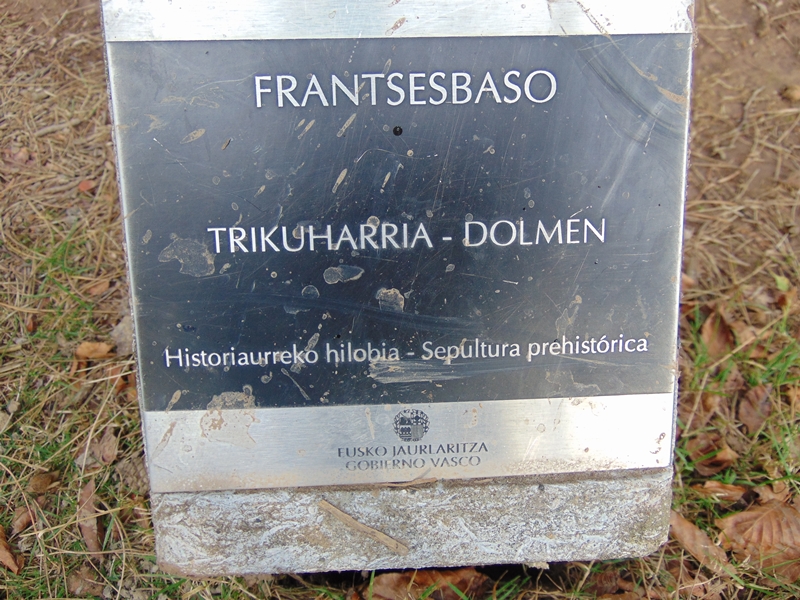 FRANTSESBASO
TRIKUHARRIA - DOLMEN
Historiaurreko hilobia - Sepultura prehistórica
EUSKO JAURLARITZA
GOBIERNO VASCO